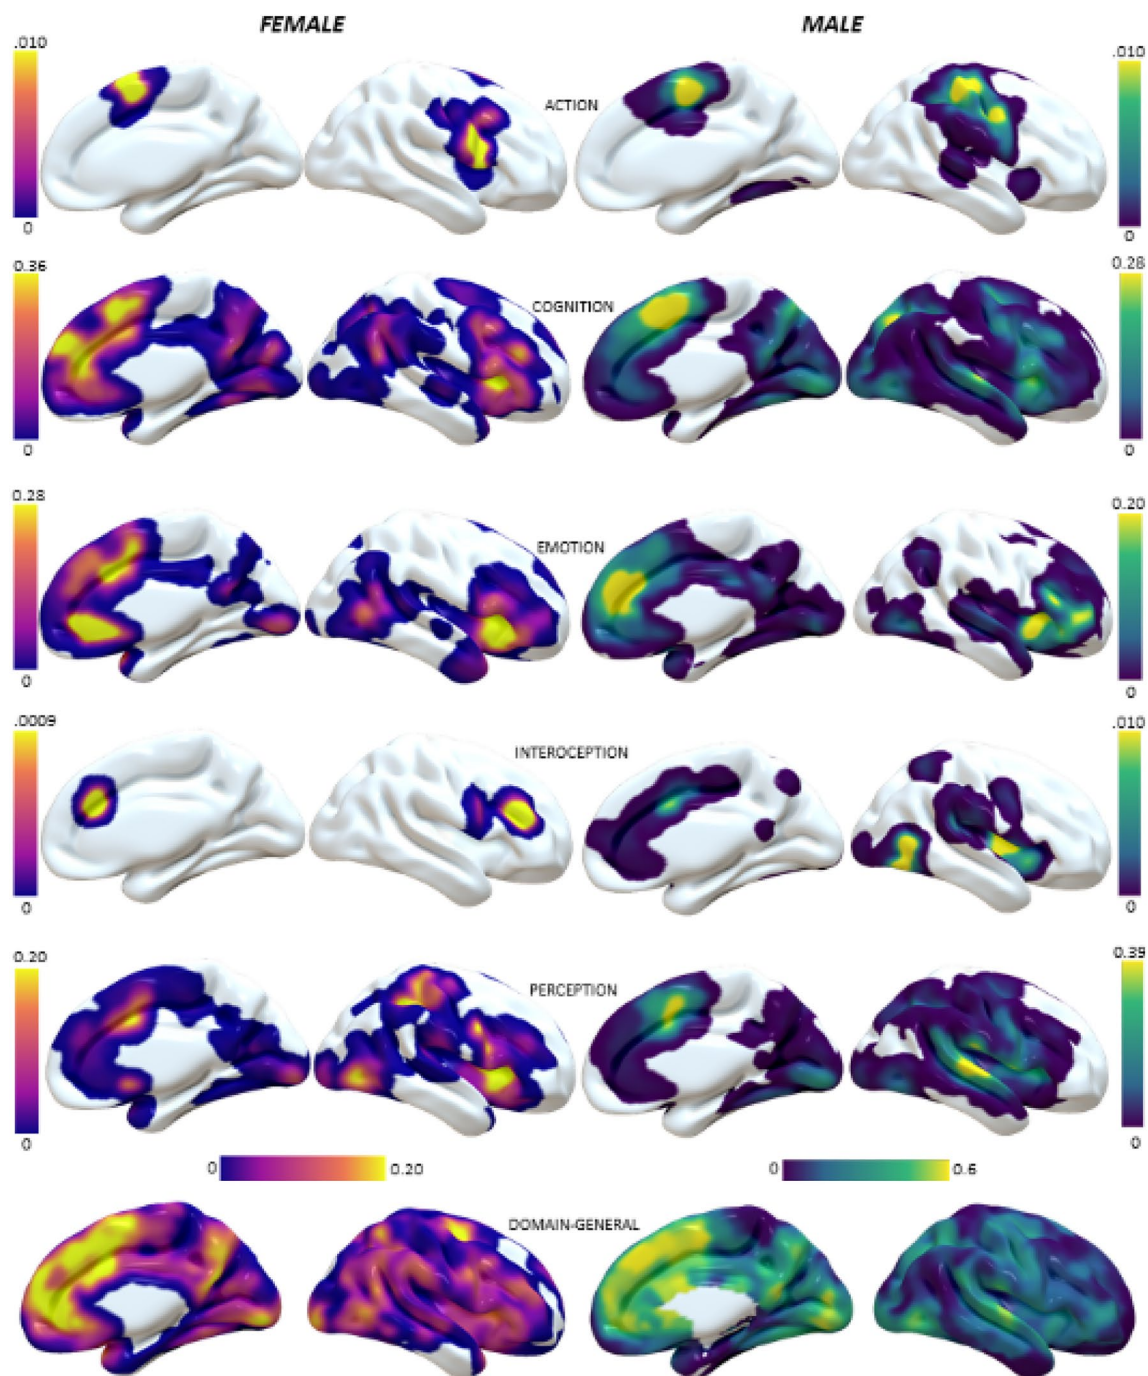 FEMALE MALE
.010 .010
ACTION
0 0
0.36 0.28
COGNITION
0 0
0.28 0.20
EMOTION
0 0
.0009 .010
INTEROCEPTION
0 0
0.20 0.39
PERCEPTION
0 0
0 0.20 0 0.6
DOMAIN-GENERAL